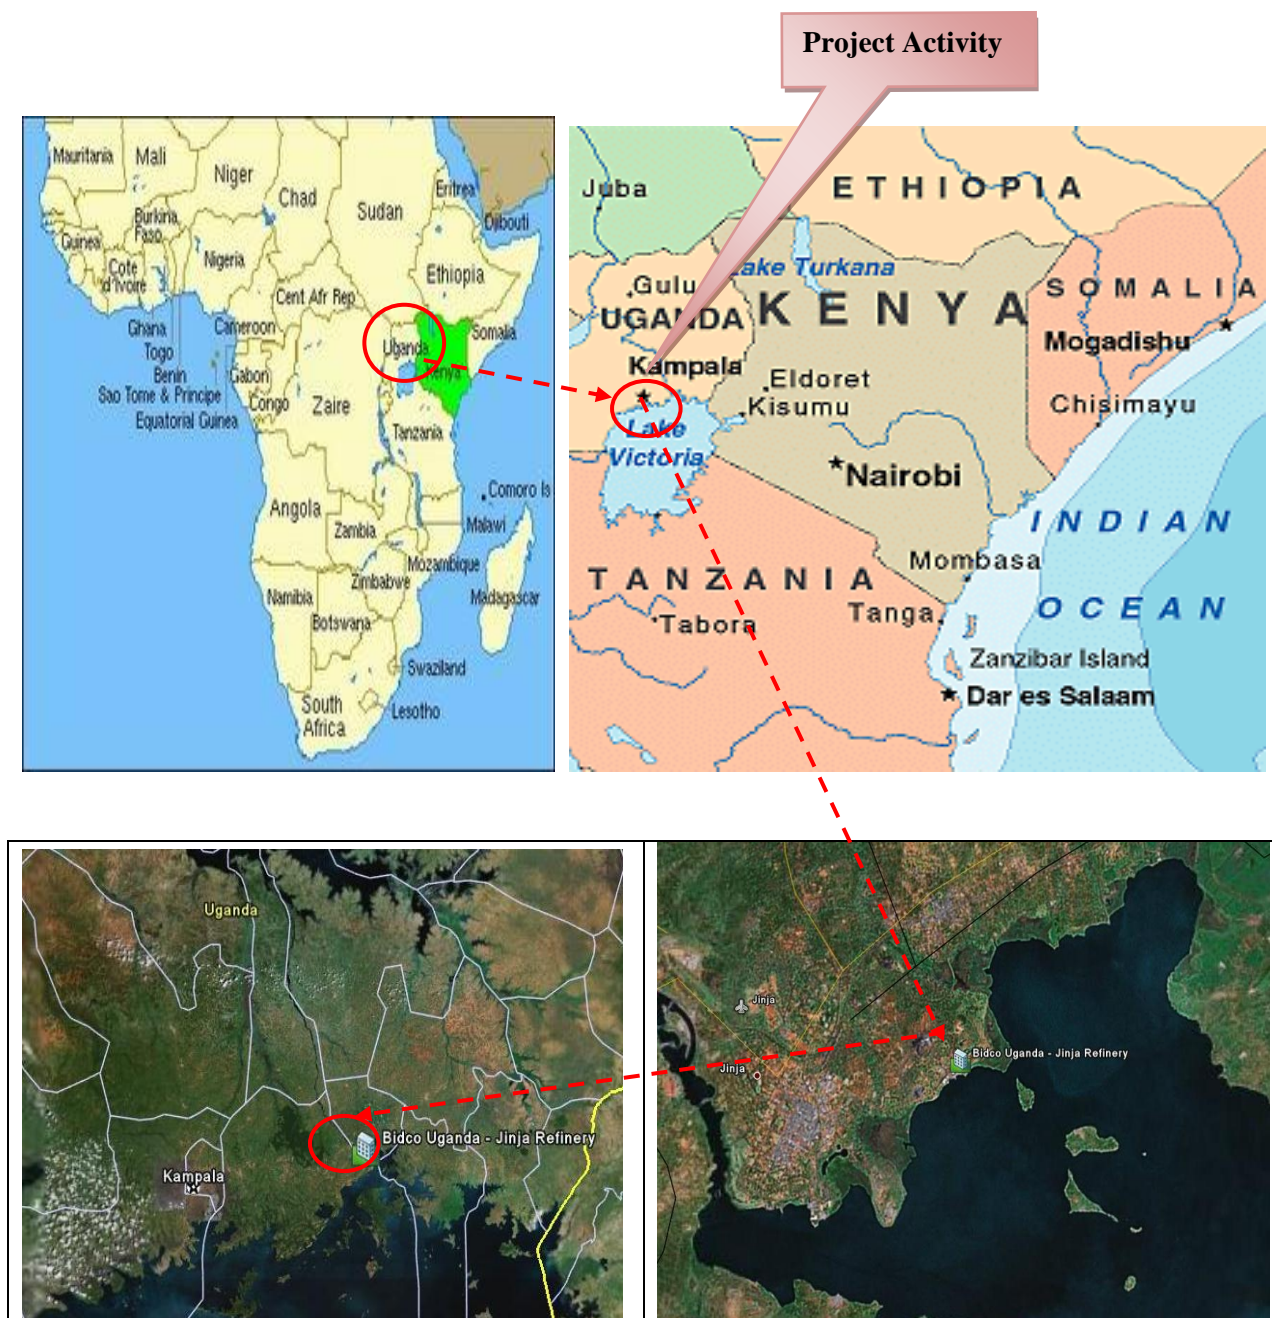 Project Activity
Mauritania
Mali
Niger
Chad
Sudan
Eritrea
Djibouti
Burkina
Faso
Guinea
Cote
d'Ivoire
Nigeria
Ethiopia
Cent Afr Rep
Ghana
Togo
Benin
Sao Tome & Principe
Equatorial Guinea
Cameroon
Gabon
Congo
Zaire
Uganda
Kenya
Somalia
Tanzania
Angola
Zambia
Comoro Is
Malawi
Mozambique
Zimbabwe
Madagascar
Namibia
Botswana
Swaziland
South
Africa
Lesotho
Juba
ETHIOPIA
Lake Turkana
Gulu
UGANDA
KENYA
SOMALIA
Mogadishu
Kampala
Eldoret
Kisumu
Chisimayu
Lake
Victoria
Nairobi
INDIAN
Mombasa
TANZANIA
Tanga
OCEAN
Tabora
Zanzibar Island
Dar es Salaam
Uganda
Bidco Uganda - Jinja Refinery
Kampala
Jinja
Bidco Uganda - Jinja Refinery
Jinja